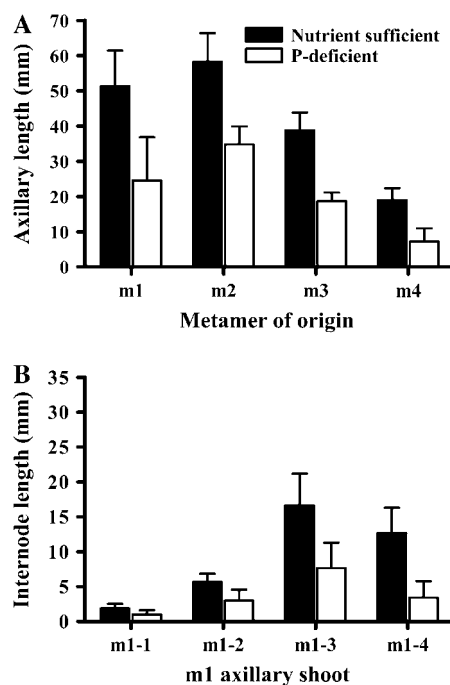 A
Axillary length (mm)
70
60
50
40
30
20
10
0
Nutrient sufficient
P-deficient
m1 m2 m3 m4
Metamer of origin
B
Internode length (mm)
35
30
25
20
15
10
5
0
m1-1 m1-2 m1-3 m1-4
m1 axillary shoot